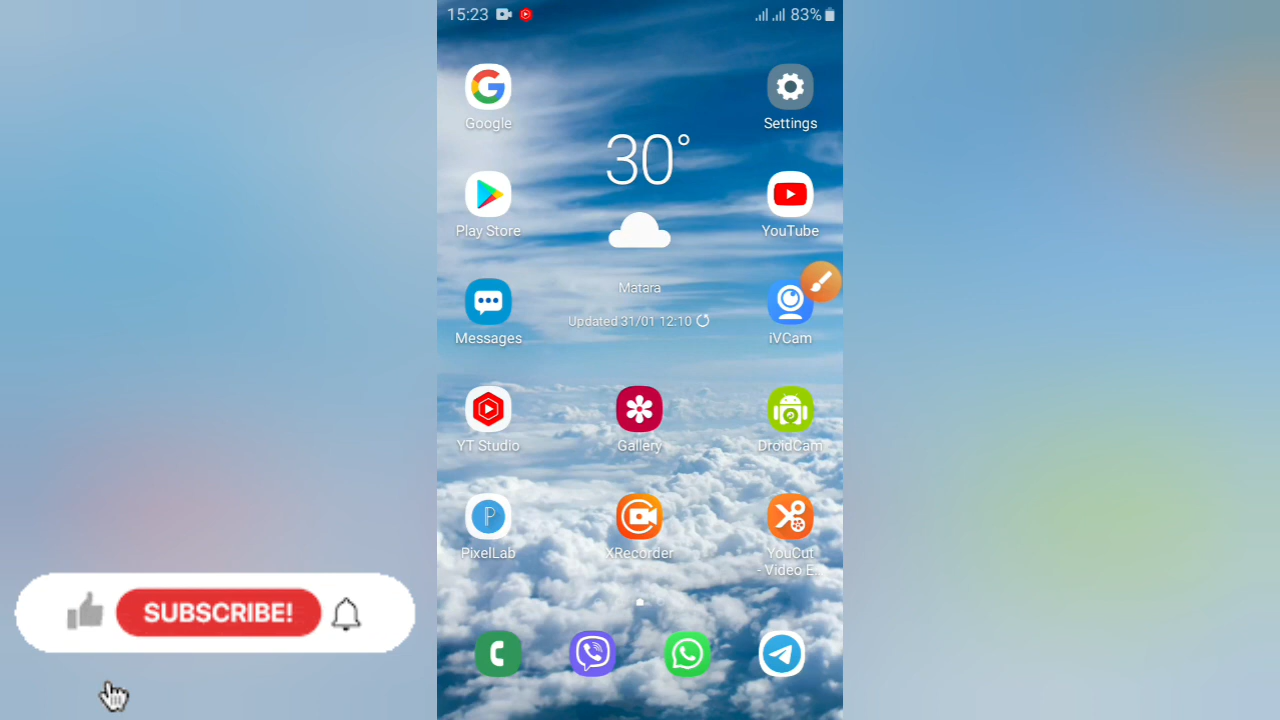 15:23
83%
Google
Settings
30°
Play Store
YouTube
Matara
Updated 31/01 12:10
Messages
iVCam
YT Studio
Gallery
DroidCam
P
PixelLab
XRecorder
YouCut
- Video E...
SUBSCRIBE!